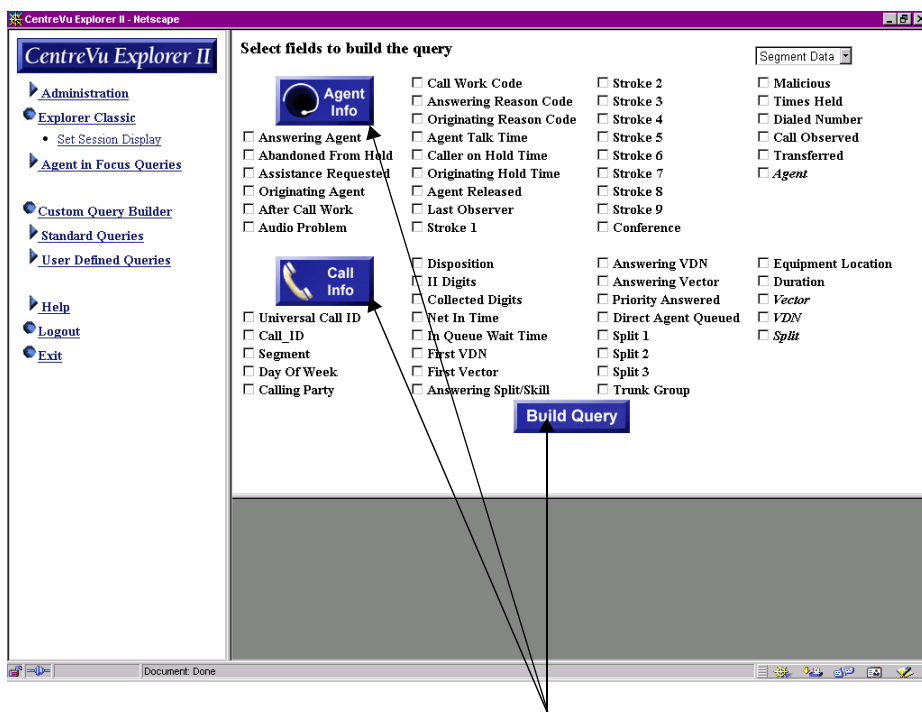 CentreVu Explorer II - Netscape
CentreVu Explorer II
Administration
Explorer Classic
Set Session Display
Agent in Focus Queries
Custom Query Builder
Standard Queries
User Defined Queries
Help
Logout
Exit
Select fields to build the query
Segment Data
Agent Info
Answering Agent
Abandoned From Hold
Assistance Requested
Originating Agent
After Call Work
Audio Problem
Call Work Code
Answering Reason Code
Originating Reason Code
Agent Talk Time
Caller on Hold Time
Originating Hold Time
Agent Released
Last Observer
Stroke 1
Stroke 2
Stroke 3
Stroke 4
Stroke 5
Stroke 6
Stroke 7
Stroke 8
Stroke 9
Conference
Malicious
Times Held
Dialed Number
Call Observed
Transferred
Agent
Call Info
Universal Call ID
Call_ID
Segment
Day Of Week
Calling Party
Disposition
II Digits
Collected Digits
Net In Time
In Queue Wait Time
First VDN
First Vector
Answering Split/Skill
Answering VDN
Answering Vector
Priority Answered
Direct Agent Queued
Split 1
Split 2
Split 3
Trunk Group
Equipment Location
Duration
Vector
VDN
Split
Build Query
Document: Done